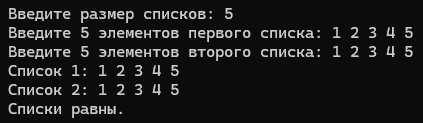 Введите размер списков: 5
Введите 5 элементов первого списка: 1 2 3 4 5
Введите 5 элементов второго списка: 1 2 3 4 5
Список 1: 1 2 3 4 5
Список 2: 1 2 3 4 5
Списки равны.